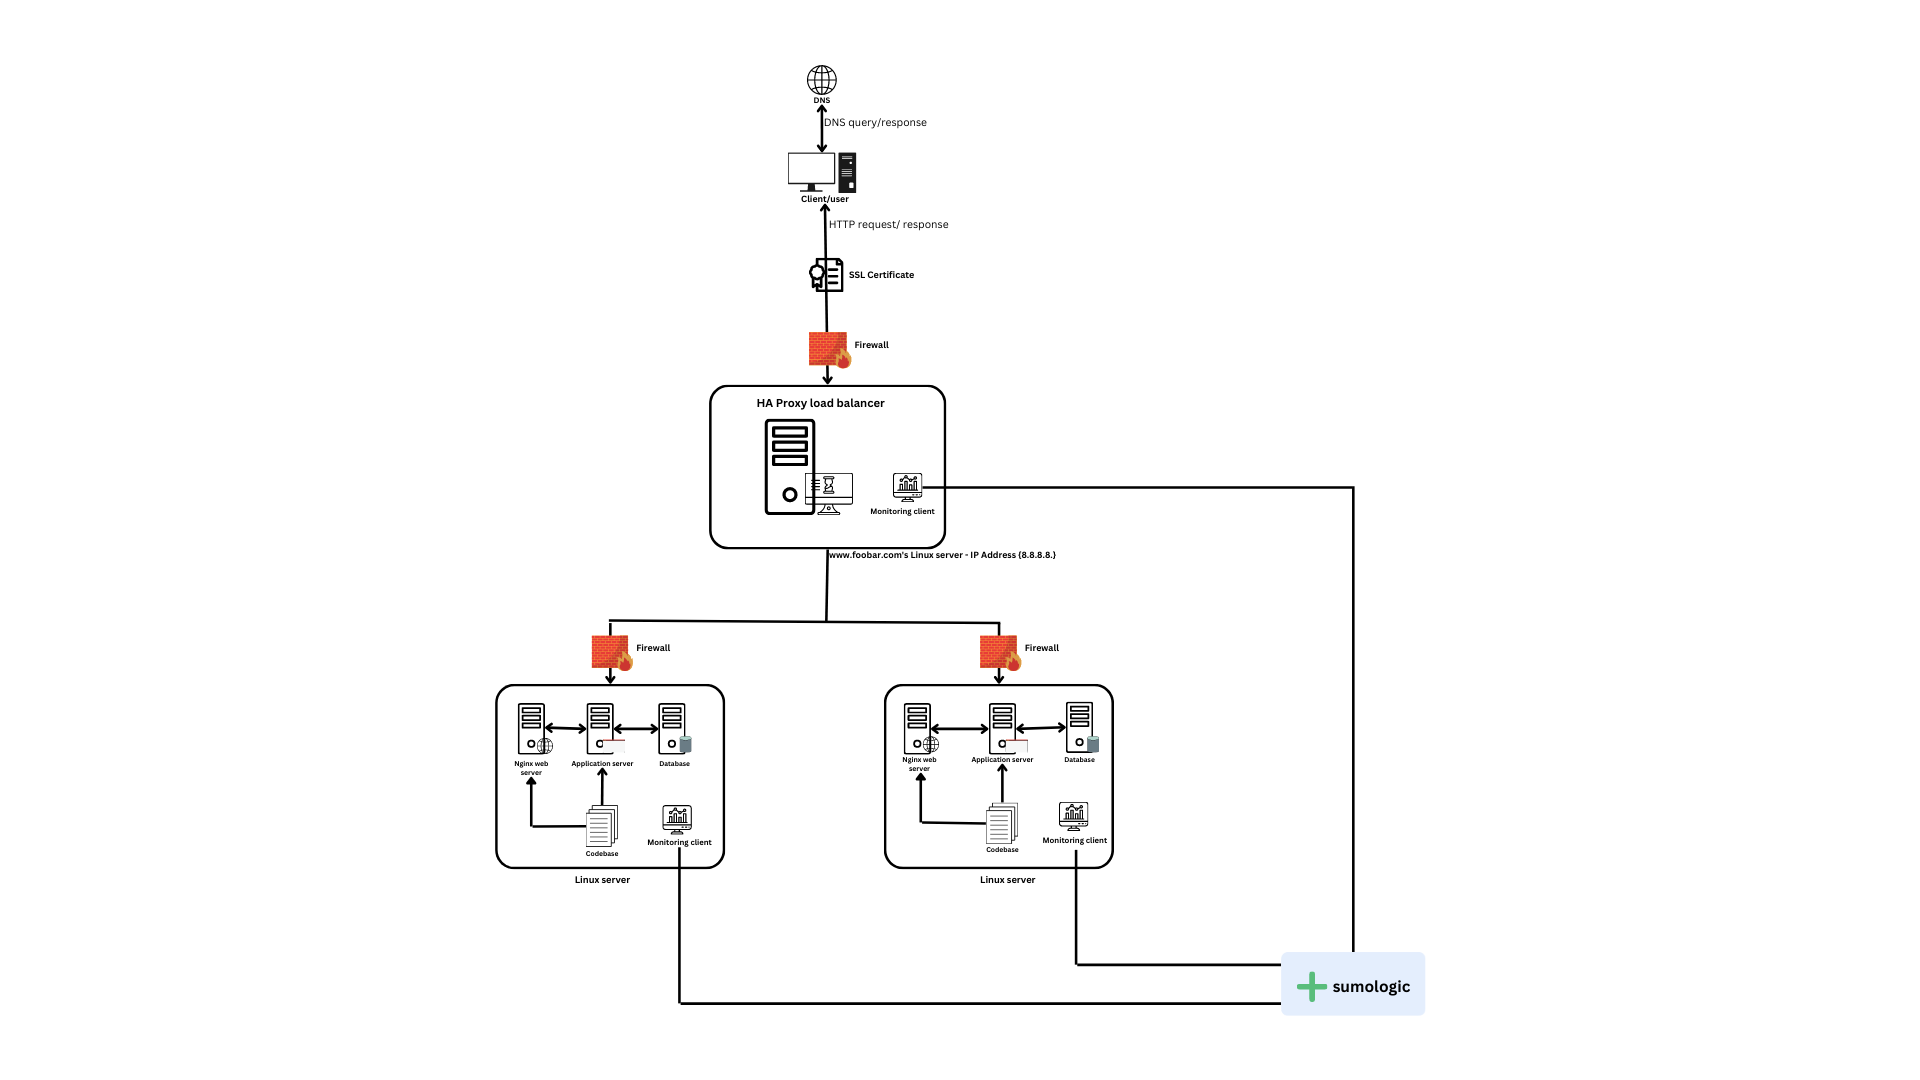 DNS
DNS query/response
Client/user
HTTP request/ response
SSL Certificate
Firewall
HA Proxy load balancer
Monitoring client
www.foobar.com's Linux server - IP Address {8.8.8.8.}
Firewall
Firewall
Nginx web
server
Application server
Database
Codebase
Monitoring client
Linux server
Nginx web
server
Application server
Database
Codebase
Monitoring client
Linux server
sumologic